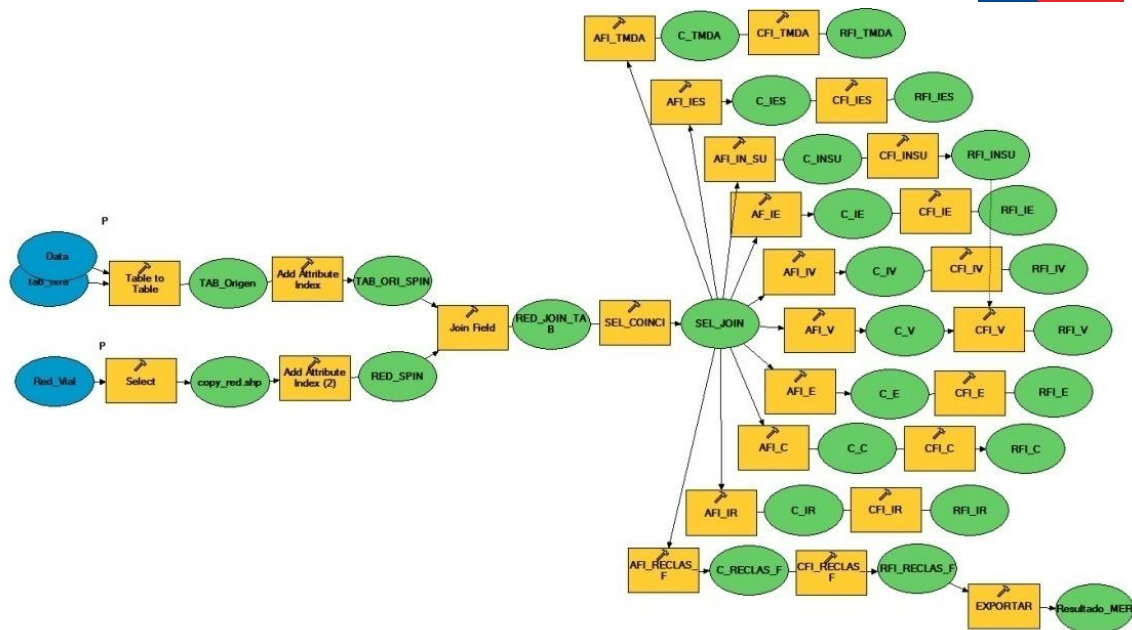 AFI_TMDA
C_TMDA
CFI_TMDA
RFI_TMDA
AFI_IES
C_IES
CFI_IES
RFI_IES
AFI_IN_SU
C_INSU
CFI_INSU
RFI_INSU
AF_IE
C_IE
CFI_IE
RFI_IE
P
Data
Table to
Table
TAB_Origen
Add Attribute
Index
TAB_ORI_SPIN
AFI_IV
C_IV
CFI_IV
RFI_IV
Join Field
RED_JOIN_TA
B
SEL_COINCI
SEL_JOIN
AFI_V
C_V
CFI_V
RFI_V
P
Red_Vial
Select
copy_red.shp
Add Attribute
Index (2)
RED_SPIN
AFI_E
C_E
CFI_E
RFI_E
AFI_C
C_C
CFI_C
RFI_C
AFI_IR
C_IR
CFI_IR
RFI_IR
AFI_RECLAS_
F
C_RECLAS_F
CFI_RECLAS_
F
RFI_RECLAS_F
EXPORTAR
Resultado_MER